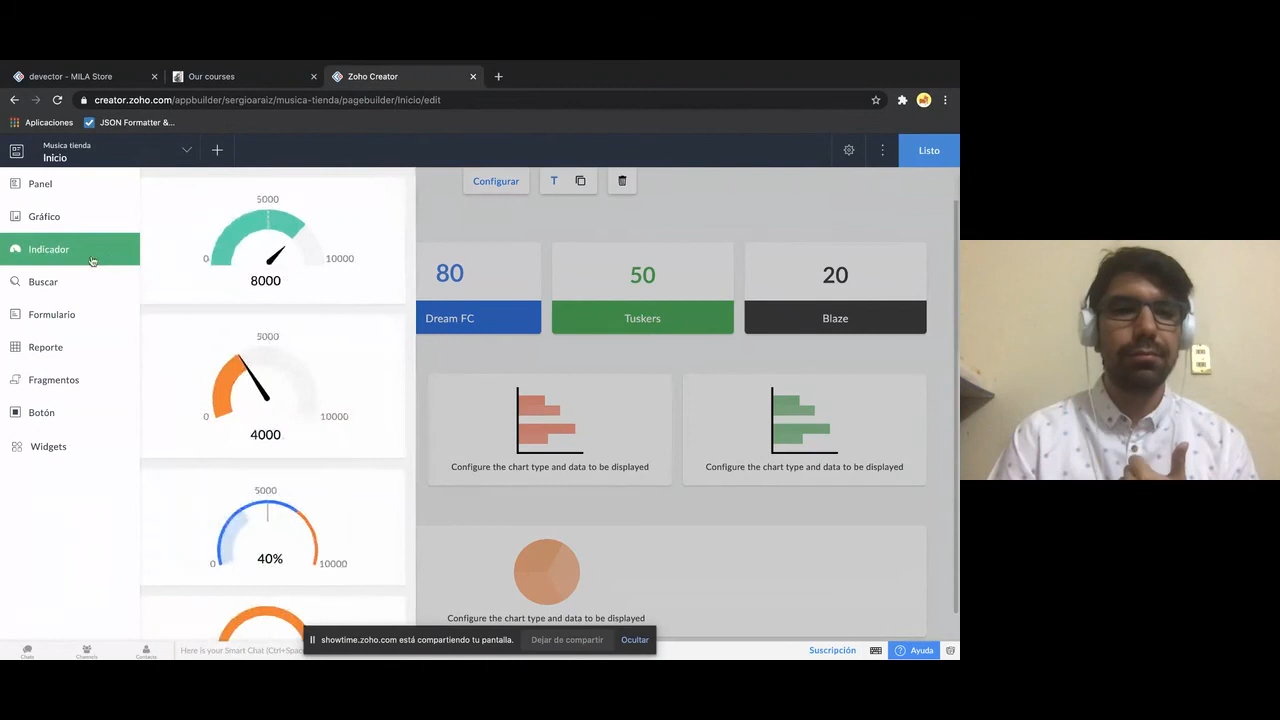 devector - MILA Store
Our courses
Zoho Creator
creator.zoho.com/appbuilder/sergioaraiz/musica-tienda/pagebuilder/Inicio/edit
Aplicaciones
JSON Formatter &...
Musica tienda
Inicio
Listo
Panel
Gráfico
Indicador
Buscar
Formulario
Reporte
Fragmentos
Botón
Widgets
5000
0
10000
8000
5000
0
10000
4000
5000
0
10000
40%
Configurar
T
80
Dream FC
50
Tuskers
20
Blaze
Configure the chart type and data to be displayed
Configure the chart type and data to be displayed
Configure the chart type and data to be displayed
showtime.zoho.com está compartiendo tu pantalla.
Dejar de compartir
Ocultar
Chats
Channels
Contacts
Here is your Smart Chat (Ctrl+Spac
Suscripción
Ayuda